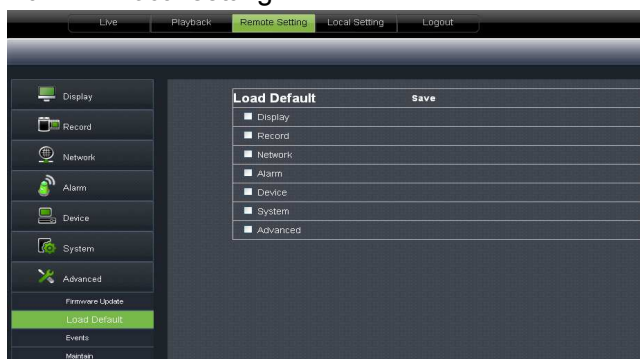 Live Playback Remote Setting Local Setting Logout
Display
Record
Network
Alarm
Device
System
Advanced
Firmware Update
Load Default
Events
Maintain
Load Default Save
Display
Record
Network
Alarm
Device
System
Advanced